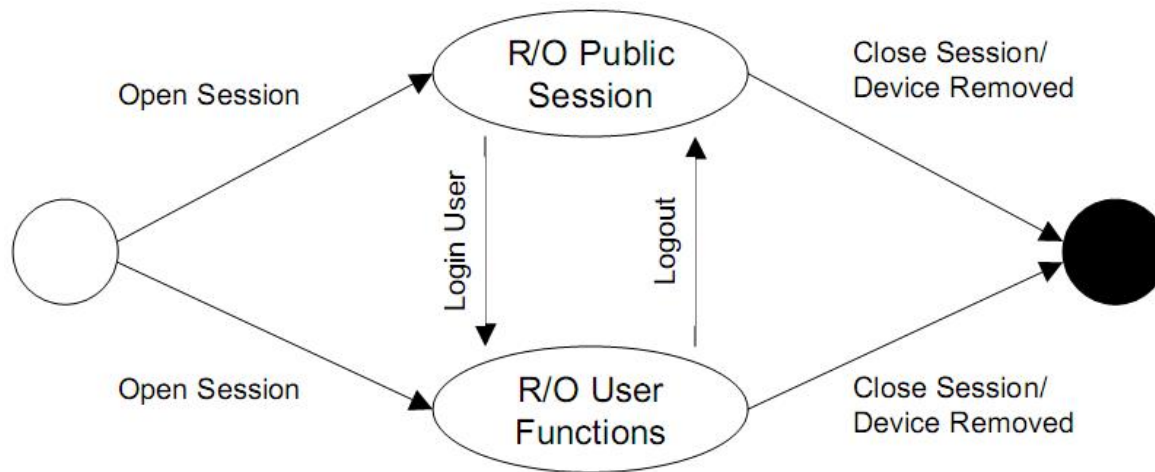 R/O Public
Session
Open Session
Close Session/
Device Removed
Login User
Logout
Open Session
R/O User
Functions
Close Session/
Device Removed